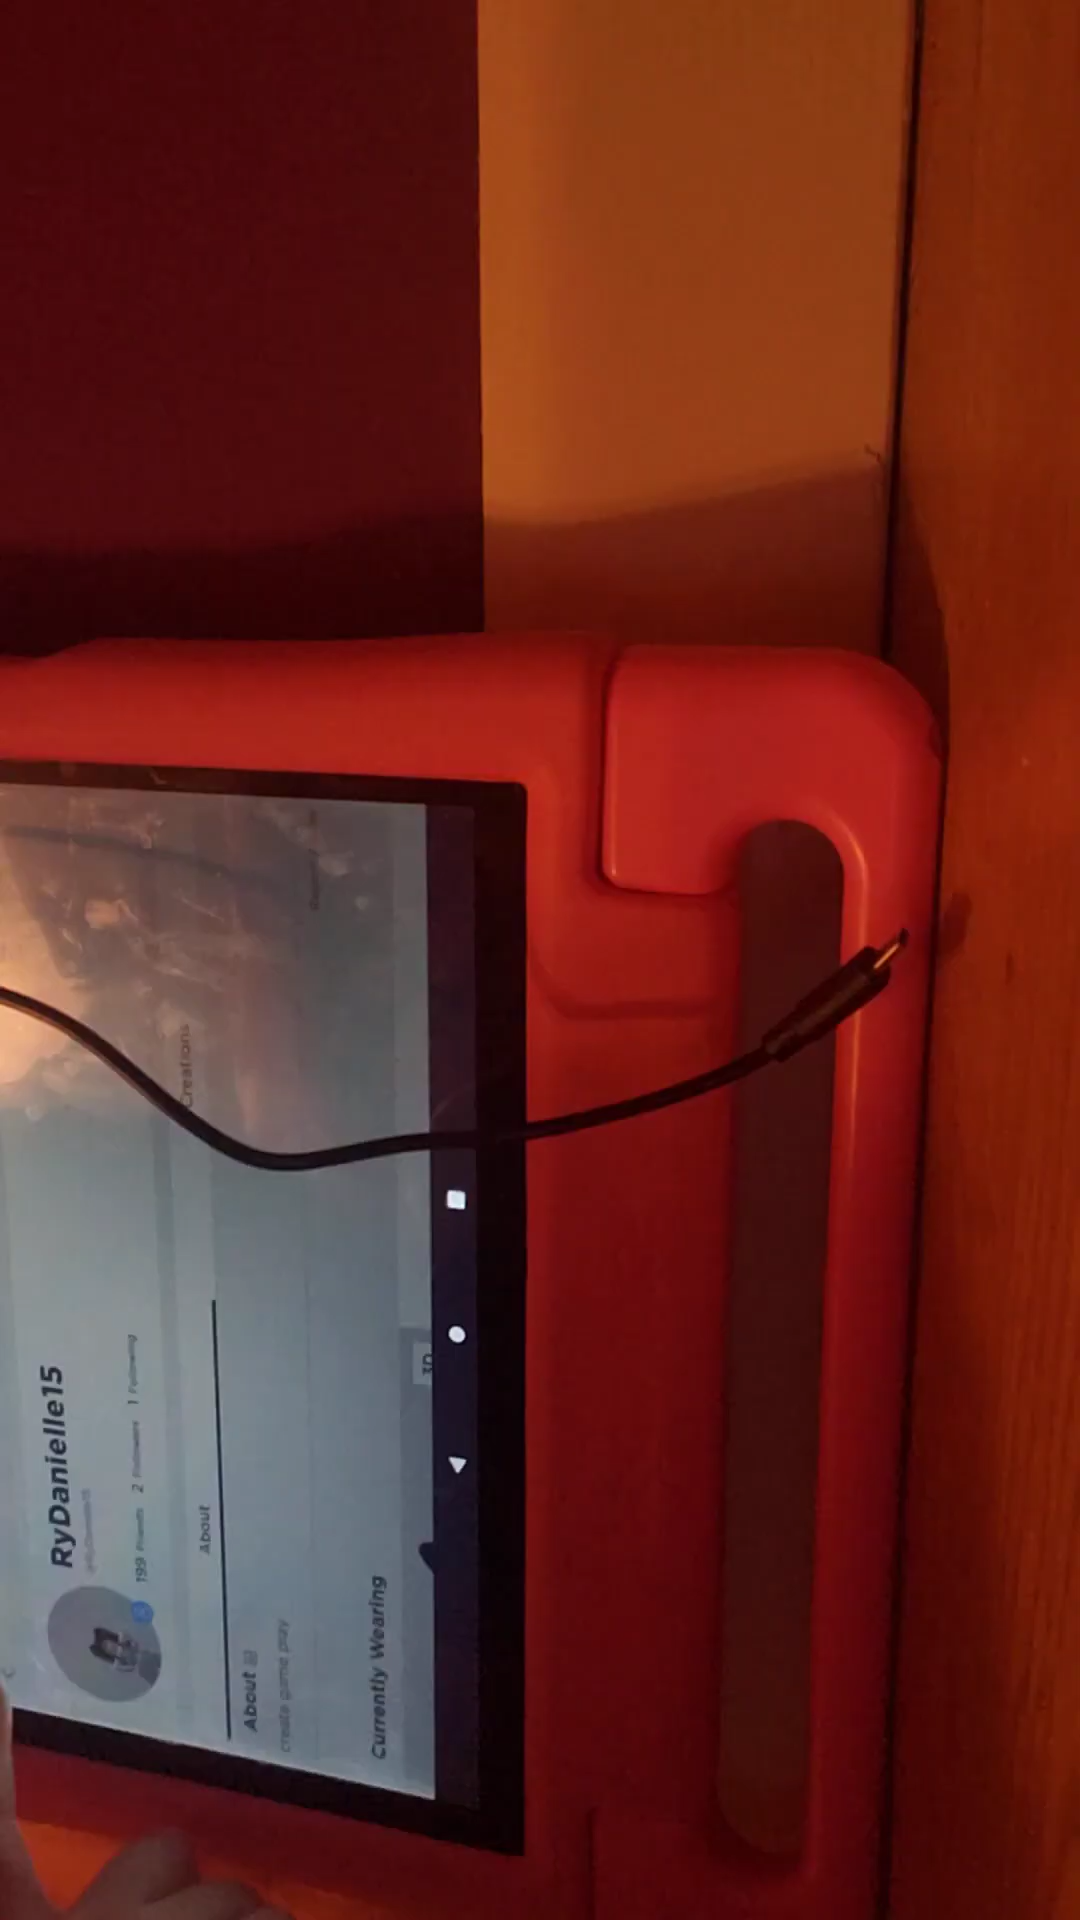 RyDanielle15
199 Friends 2 Followers 1 Following
About Creations
About
create game play
Currently Wearing
3D